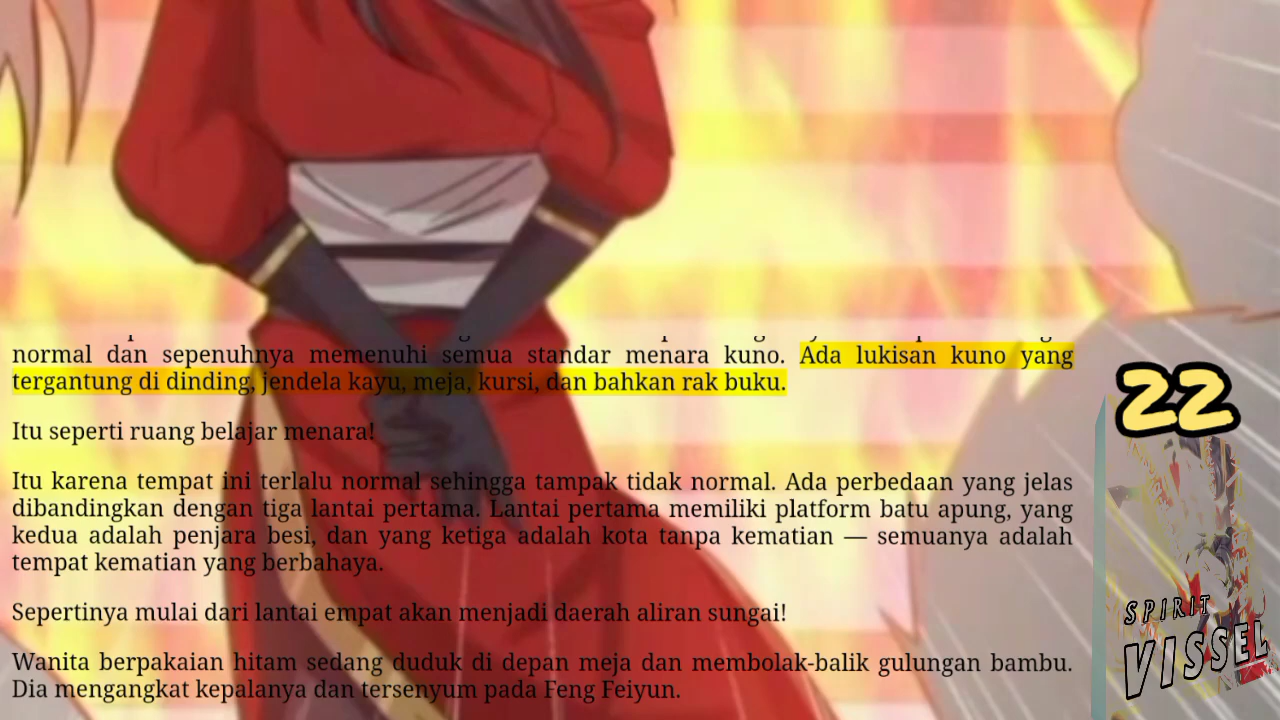 normal dan sepenuhnya memenuhi semua standar menara kuno. Ada lukisan kuno yang
tergantung di dinding, jendela kayu, meja, kursi, dan bahkan rak buku.
Itu seperti ruang belajar menara!
Itu karena tempat ini terlalu normal sehingga tampak tidak normal. Ada perbedaan yang jelas
dibandingkan dengan tiga lantai pertama. Lantai pertama memiliki platform batu apung, yang
kedua adalah penjara besi, dan yang ketiga adalah kota tanpa kematian — semuanya adalah
tempat kematian yang berbahaya.
Sepertinya mulai dari lantai empat akan menjadi daerah aliran sungai!
Wanita berpakaian hitam sedang duduk di depan meja dan membolak-balik gulungan bambu.
Dia mengangkat kepalanya dan tersenyum pada Feng Feiyun.
22
SPIRIT
VISSEL